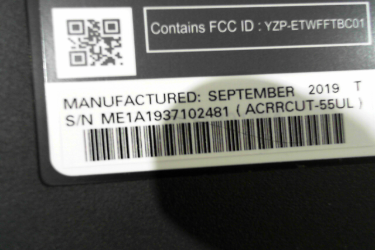 Contains FCC ID : YZP-ETWFFTBC01
MANUFACTURED: SEPTEMBER 2019 T
S/N ME1A1937102481 ( ACRRCUT-55UL )